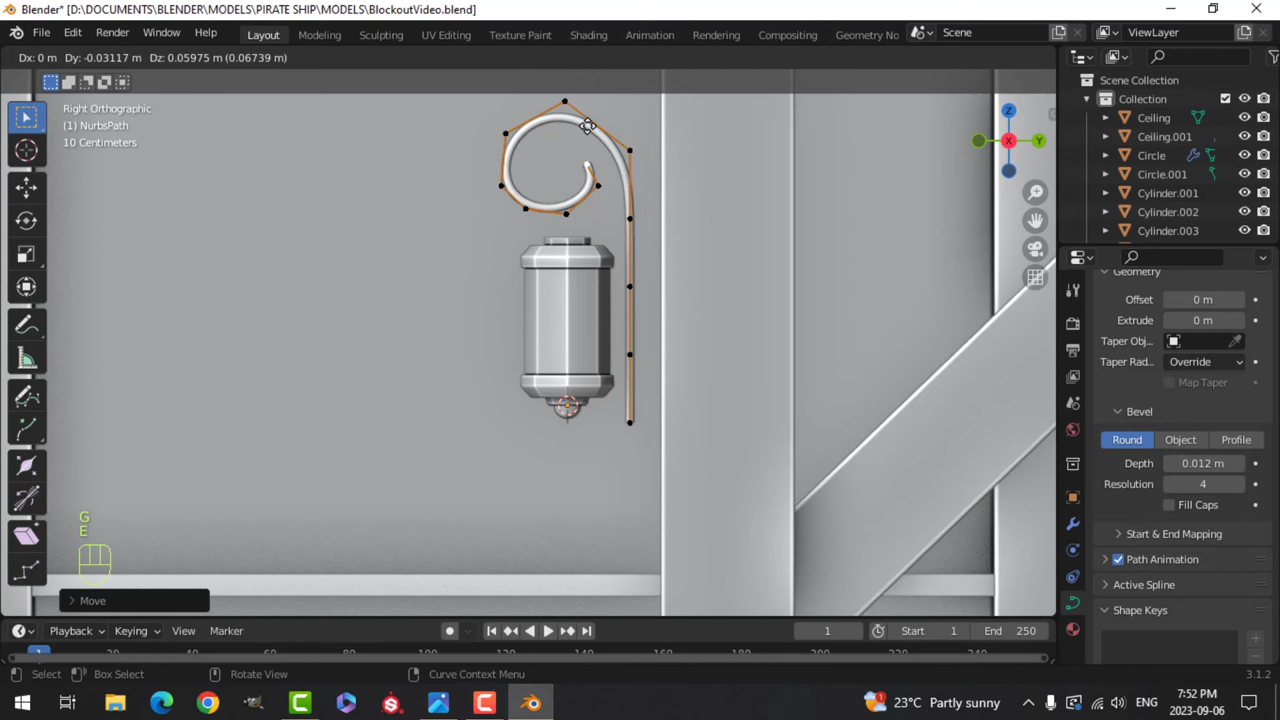 Blender* [D:\DOCUMENTS\BLENDER\MODELS\PIRATE SHIP\MODELS\BlockoutVideo.blend]
File Edit Render Window Help Layout Modeling Sculpting UV Editing Texture Paint Shading Animation Rendering Compositing Geometry No Scene ViewLayer
Dx: 0 m Dy: -0.03117 m Dz: 0.05975 m (0.06739 m)
Right Orthographic
(1) NurbsPath
10 Centimeters
Z
X
Y
Scene Collection
Collection
Ceiling
Ceiling.001
Circle
Circle.001
Cylinder.001
Cylinder.002
Cylinder.003
Geometry
Offset 0 m
Extrude 0 m
Taper Obj...
Taper Rad... Override
Map Taper
Bevel
Round Object Profile
Depth 0.012 m
Resolution 4
Fill Caps
Start & End Mapping
Path Animation
Active Spline
Shape Keys
G
E
Move
Playback Keying View Marker 1 Start 1 End 250
Select Box Select Rotate View Curve Context Menu 3.1.2
23°C Partly sunny ENG 7:52 PM
2023-09-06